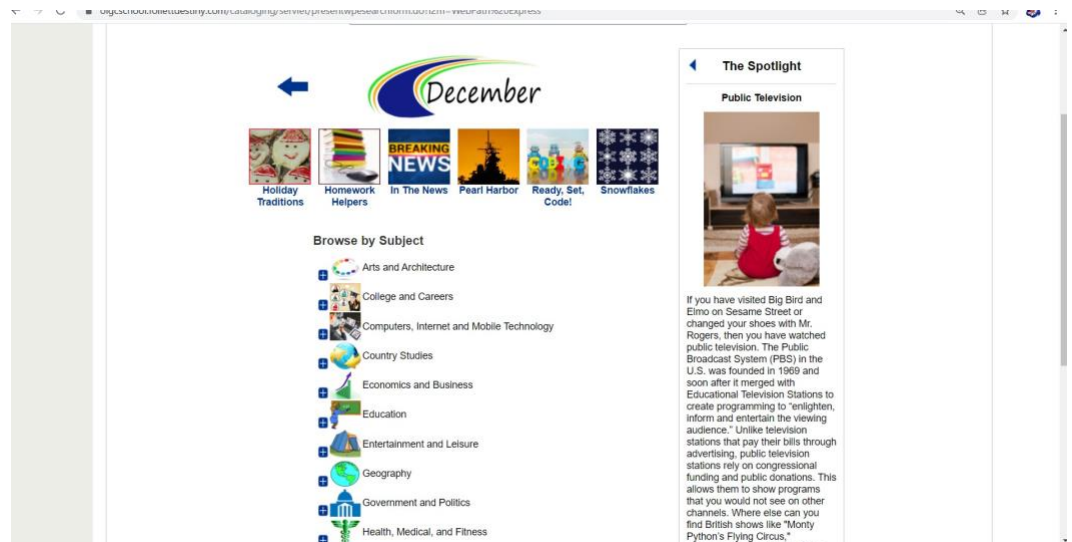 December
BREAKING
NEWS
Holiday
Traditions
Homework
Helpers
In The News
Pearl Harbor
Ready, Set,
Code!
Snowflakes
Browse by Subject
Arts and Architecture
College and Careers
Computers, Internet and Mobile Technology
Country Studies
Economics and Business
Education
Entertainment and Leisure
Geography
Government and Politics
Health, Medical, and Fitness
The Spotlight
Public Television
If you have visited Big Bird and
Elmo on Sesame Street or
changed your shoes with Mr.
Rogers, then you have watched
public television. The Public
Broadcast System (PBS) in the
U.S. was founded in 1969 and
soon after it merged with
Educational Television Stations to
create programming to "enlighten,
inform and entertain the viewing
audience." Unlike television
stations that pay their bills through
advertising, public television
stations rely on congressional
funding and public donations. This
allows them to show programs
that you would not see on other
channels. Where else can you
find British shows like "Monty
Python's Flying Circus,"